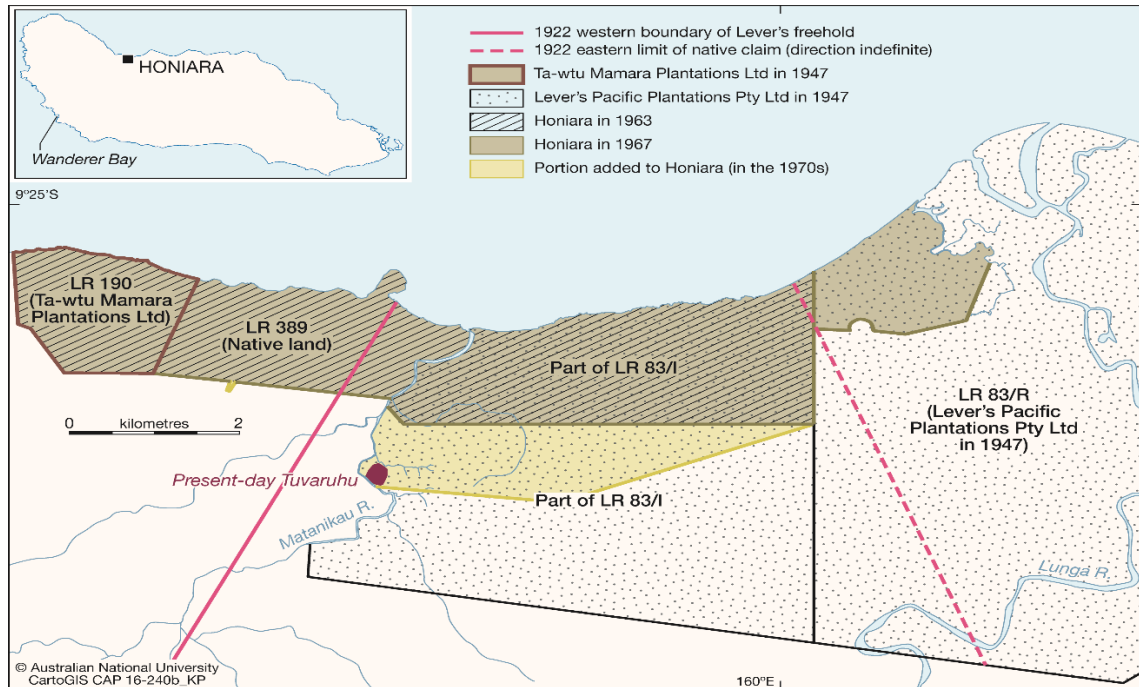 HONIARA
Wanderer Bay
1922 western boundary of Lever's freehold
1922 eastern limit of native claim (direction indefinite)
Ta-wtu Mamara Plantations Ltd in 1947
Lever's Pacific Plantations Pty Ltd in 1947
Honiara in 1963
Honiara in 1967
Portion added to Honiara (in the 1970s)
9°25'S
LR 190
(Ta-wtu Mamara
Plantations Ltd)
LR 389
(Native land)
Part of LR 83/I
LR 83/R
(Lever's Pacific
Plantations Pty Ltd
in 1947)
0 kilometres 2
Present-day Tuvaruhu
Part of LR 83/I
Matanikau R.
Lunga R.
© Australian National University
CartoGIS CAP 16-240b_KP
160°E